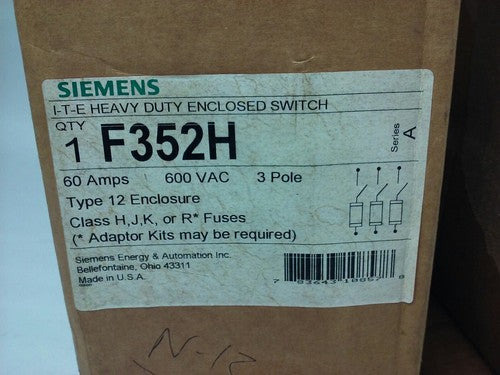 SIEMENS
I-T-E HEAVY DUTY ENCLOSED SWITCH
QTY
1 F352H
Series A
60 Amps 600 VAC 3 Pole
Type 12 Enclosure
Class H,J,K, or R* Fuses
(* Adaptor Kits may be required)
Siemens Energy & Automation Inc.
Bellefontaine, Ohio 43311
Made in U.S.A.
N-12